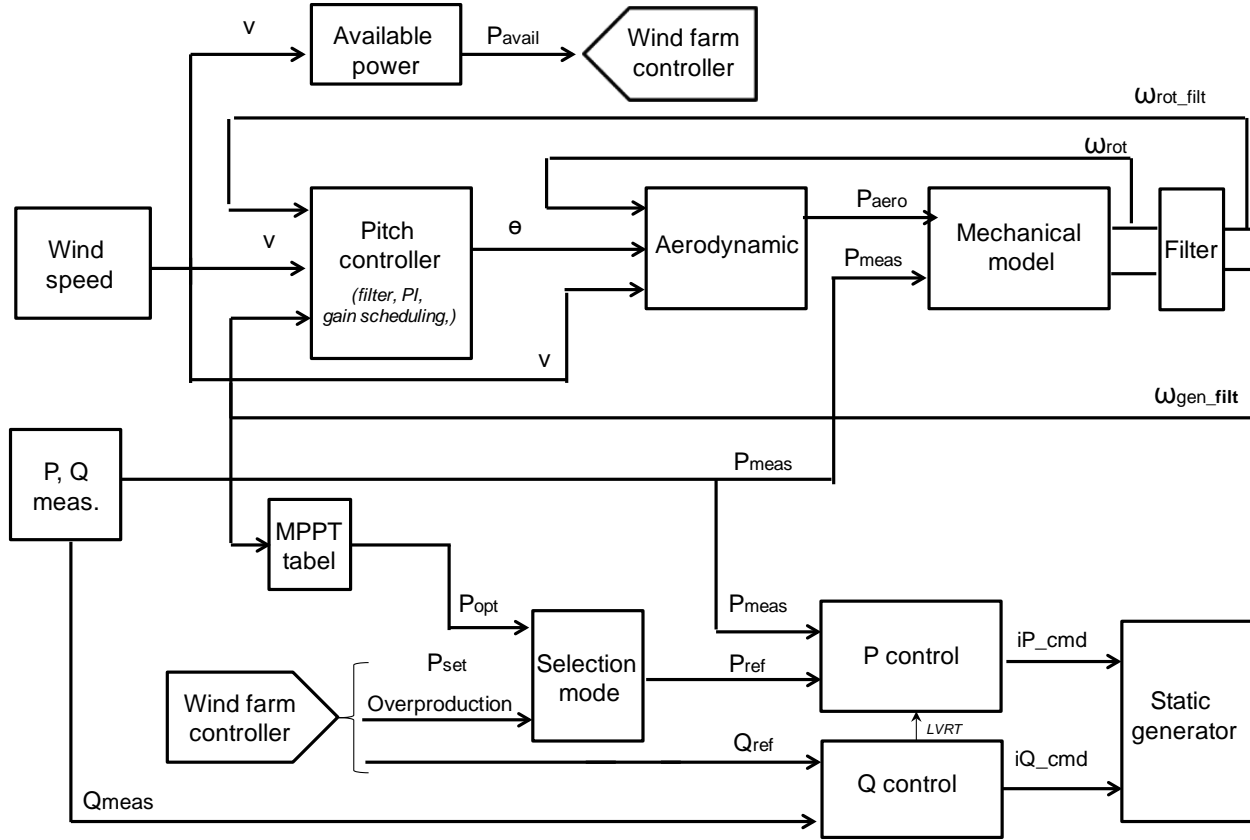 v
Available
power
Pavail
Wind farm
controller
ωrot_filt
ωrot
Wind
speed
v
Pitch
controller
(filter, PI,
gain scheduling,)
ɵ
Aerodynamic
Paero
Pmeas
Mechanical
model
Filter
v
ωgen_filt
P, Q
meas.
Pmeas
MPPT
tabel
Popt
Pset
Overproduction
Selection
mode
Pmeas
Pref
P control
iP_cmd
Wind farm
controller
Static
generator
LVRT
Qref
Q control
iQ_cmd
Qmeas